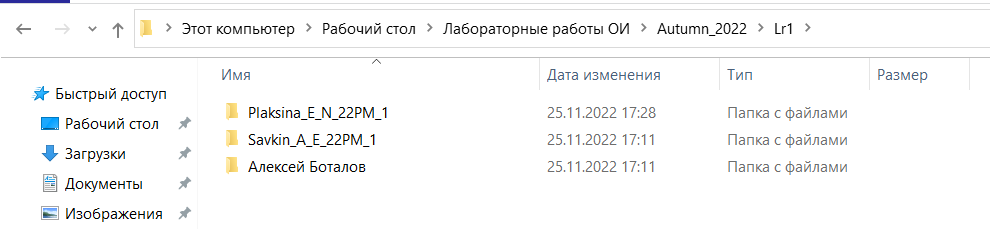 Этот компьютер > Рабочий стол > Лабораторные работы ОИ > Autumn_2022 > Lr1 >
Имя Дата изменения Тип Размер
Быстрый доступ
Рабочий стол
Загрузки
Документы
Изображения
Plaksina_E_N_22PM_1 25.11.2022 17:28 Папка с файлами
Savkin_A_E_22PM_1 25.11.2022 17:11 Папка с файлами
Алексей Боталов 25.11.2022 17:11 Папка с файлами